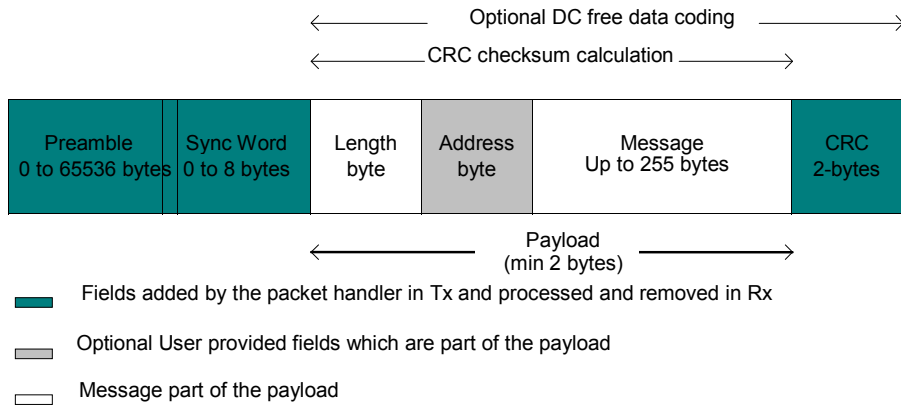 Optional DC free data coding
CRC checksum calculation
Preamble
0 to 65536 bytes
Sync Word
0 to 8 bytes
Length
byte
Address
byte
Message
Up to 255 bytes
CRC
2-bytes
Payload
(min 2 bytes)
Fields added by the packet handler in Tx and processed and removed in Rx
Optional User provided fields which are part of the payload
Message part of the payload